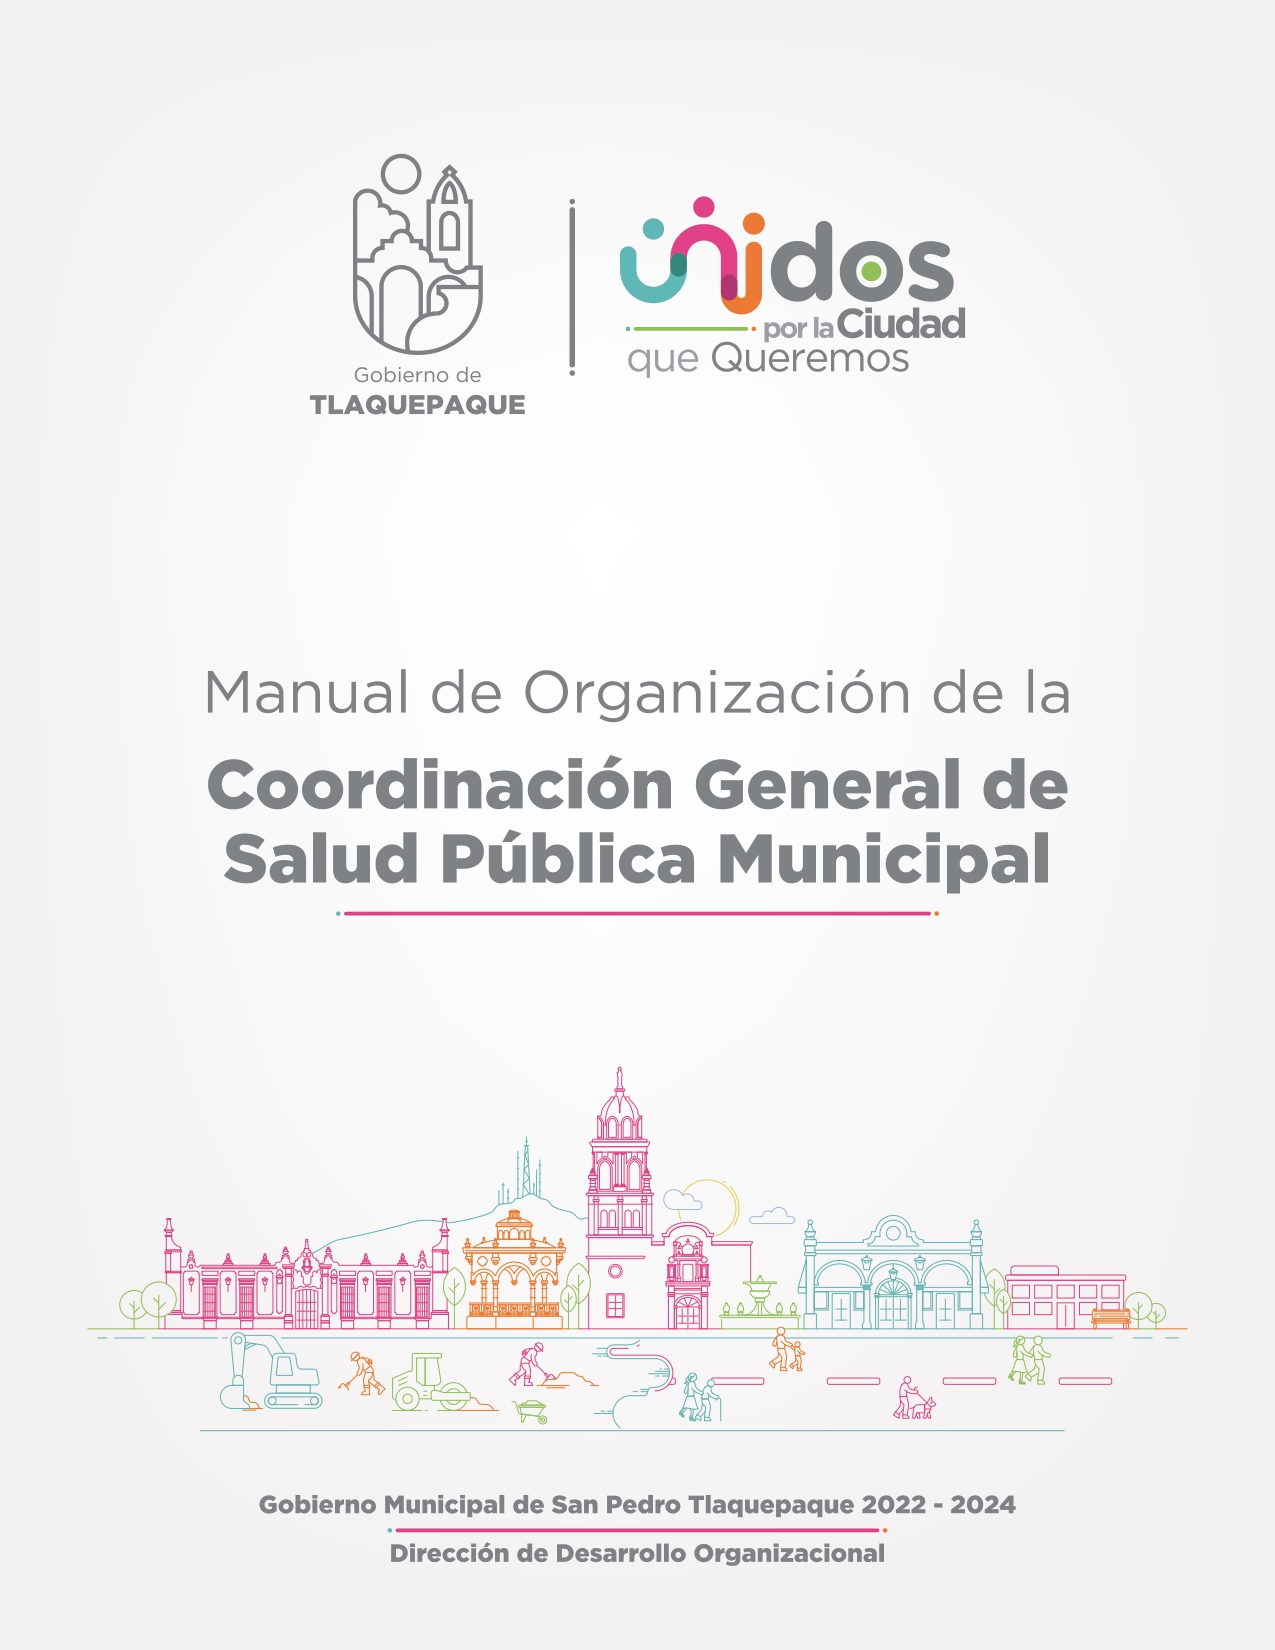 Gobierno de
TLAQUEPAQUE
Unidos
por la Ciudad
que Queremos
Manual de Organización de la
Coordinación General de
Salud Pública Municipal
Gobierno Municipal de San Pedro Tlaquepaque 2022 - 2024
Dirección de Desarrollo Organizacional